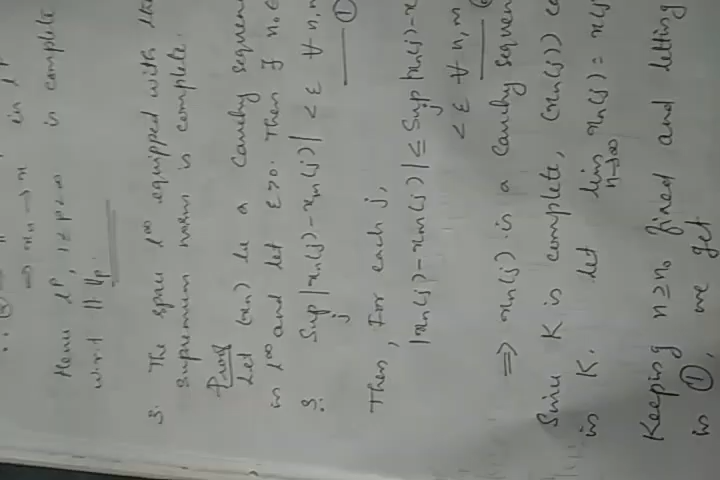 ⇒ xn → x in l^p
Hence l^p, 1 ≤ p < ∞ is complete
w.r.t || ||p.
3. The space l^∞ equipped with the
supremum norm is complete.
Proof
Let (xn) be a Cauchy sequen
in l^∞ and let ε>0. Then ∃ n0 ∈
∋: Sup_j |xn(j) - xm(j)| < ε ∀ n, m
①
Then, For each j,
|xn(j) - xm(j)| ≤ Sup_j |xn(j) - x
< ε ∀ n, m
⇒ xn(j) is a Cauchy sequen
Since K is complete, (xn(j)) co
in K. Let lim_{n→∞} xn(j) = x(j
Keeping n ≥ n0 fixed and letting
in ①, we get